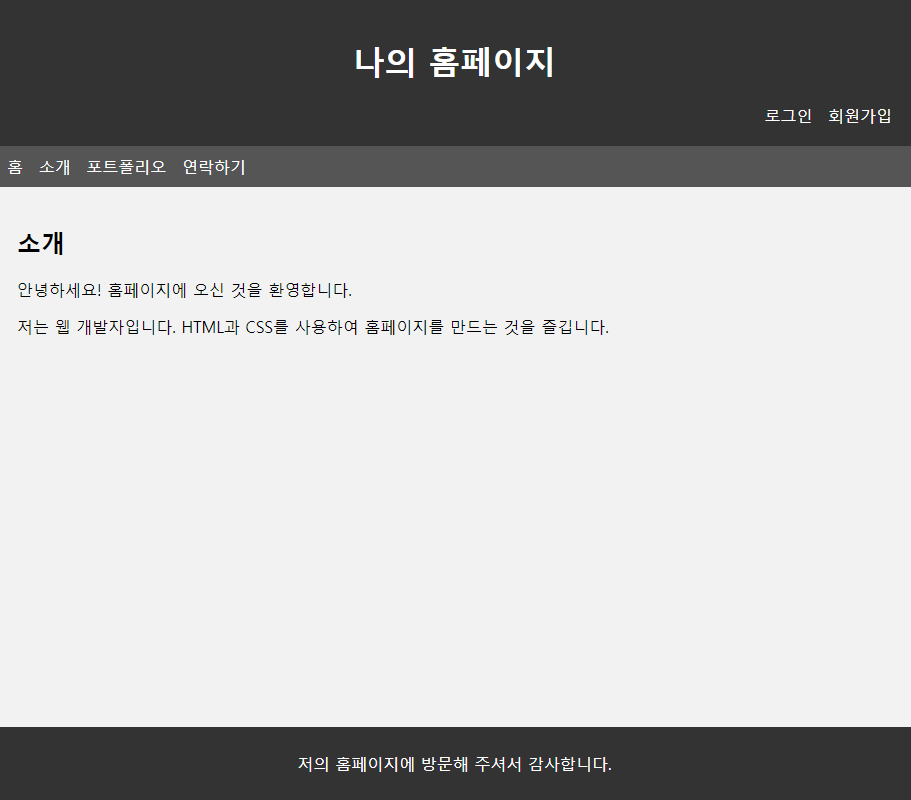 나의 홈페이지
로그인 회원가입
홈 소개 포트폴리오 연락하기
소개
안녕하세요! 홈페이지에 오신 것을 환영합니다.
저는 웹 개발자입니다. HTML과 CSS를 사용하여 홈페이지를 만드는 것을 즐깁니다.
저의 홈페이지에 방문해 주셔서 감사합니다.